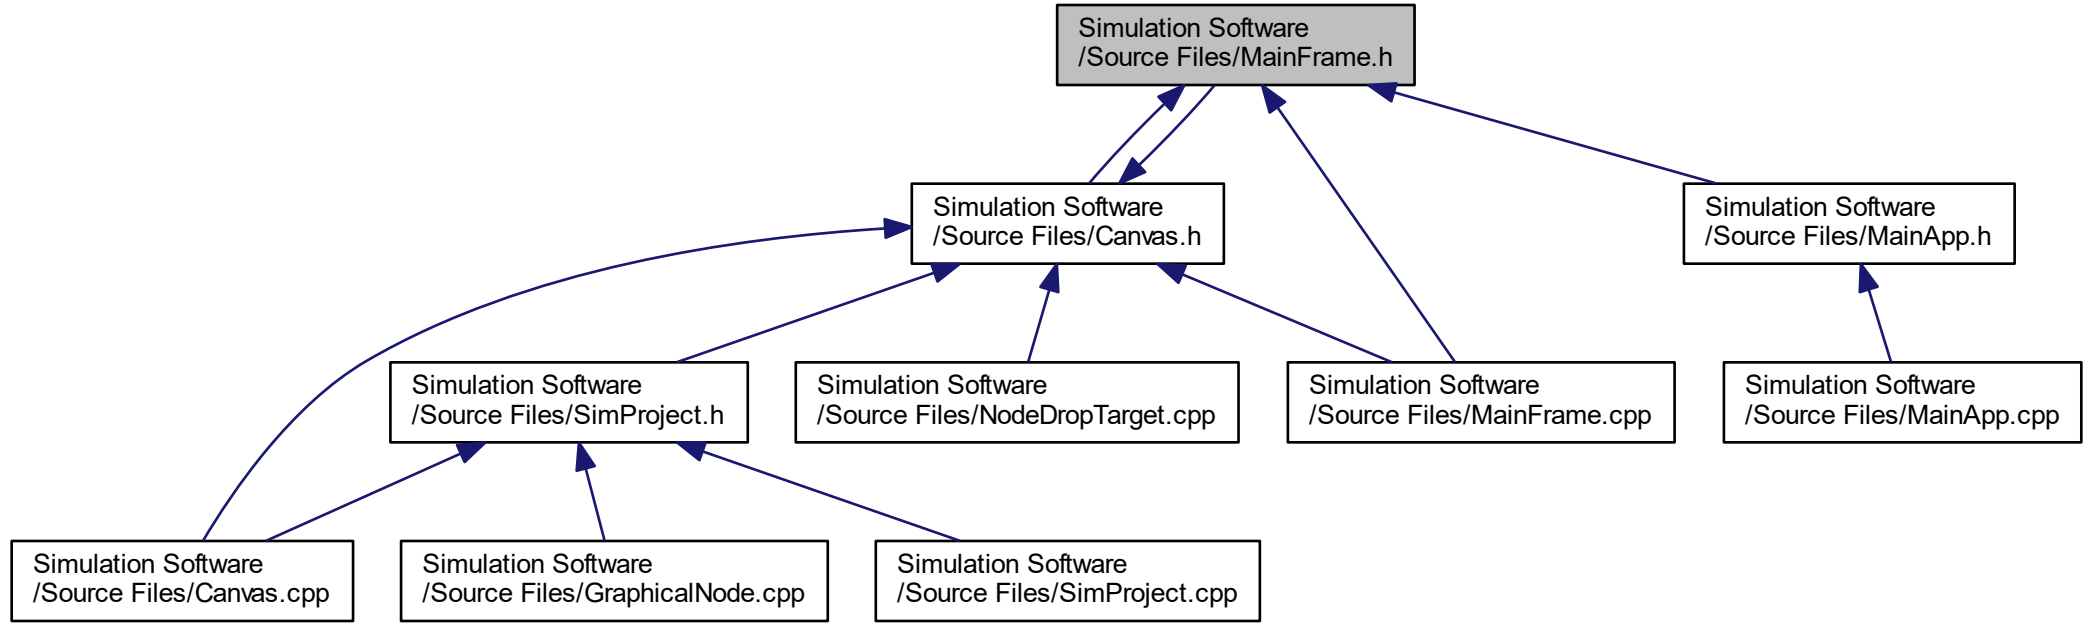 Simulation Software
/Source Files/MainFrame.h
Simulation Software
/Source Files/Canvas.h
Simulation Software
/Source Files/MainApp.h
Simulation Software
/Source Files/SimProject.h
Simulation Software
/Source Files/NodeDropTarget.cpp
Simulation Software
/Source Files/MainFrame.cpp
Simulation Software
/Source Files/MainApp.cpp
Simulation Software
/Source Files/Canvas.cpp
Simulation Software
/Source Files/GraphicalNode.cpp
Simulation Software
/Source Files/SimProject.cpp